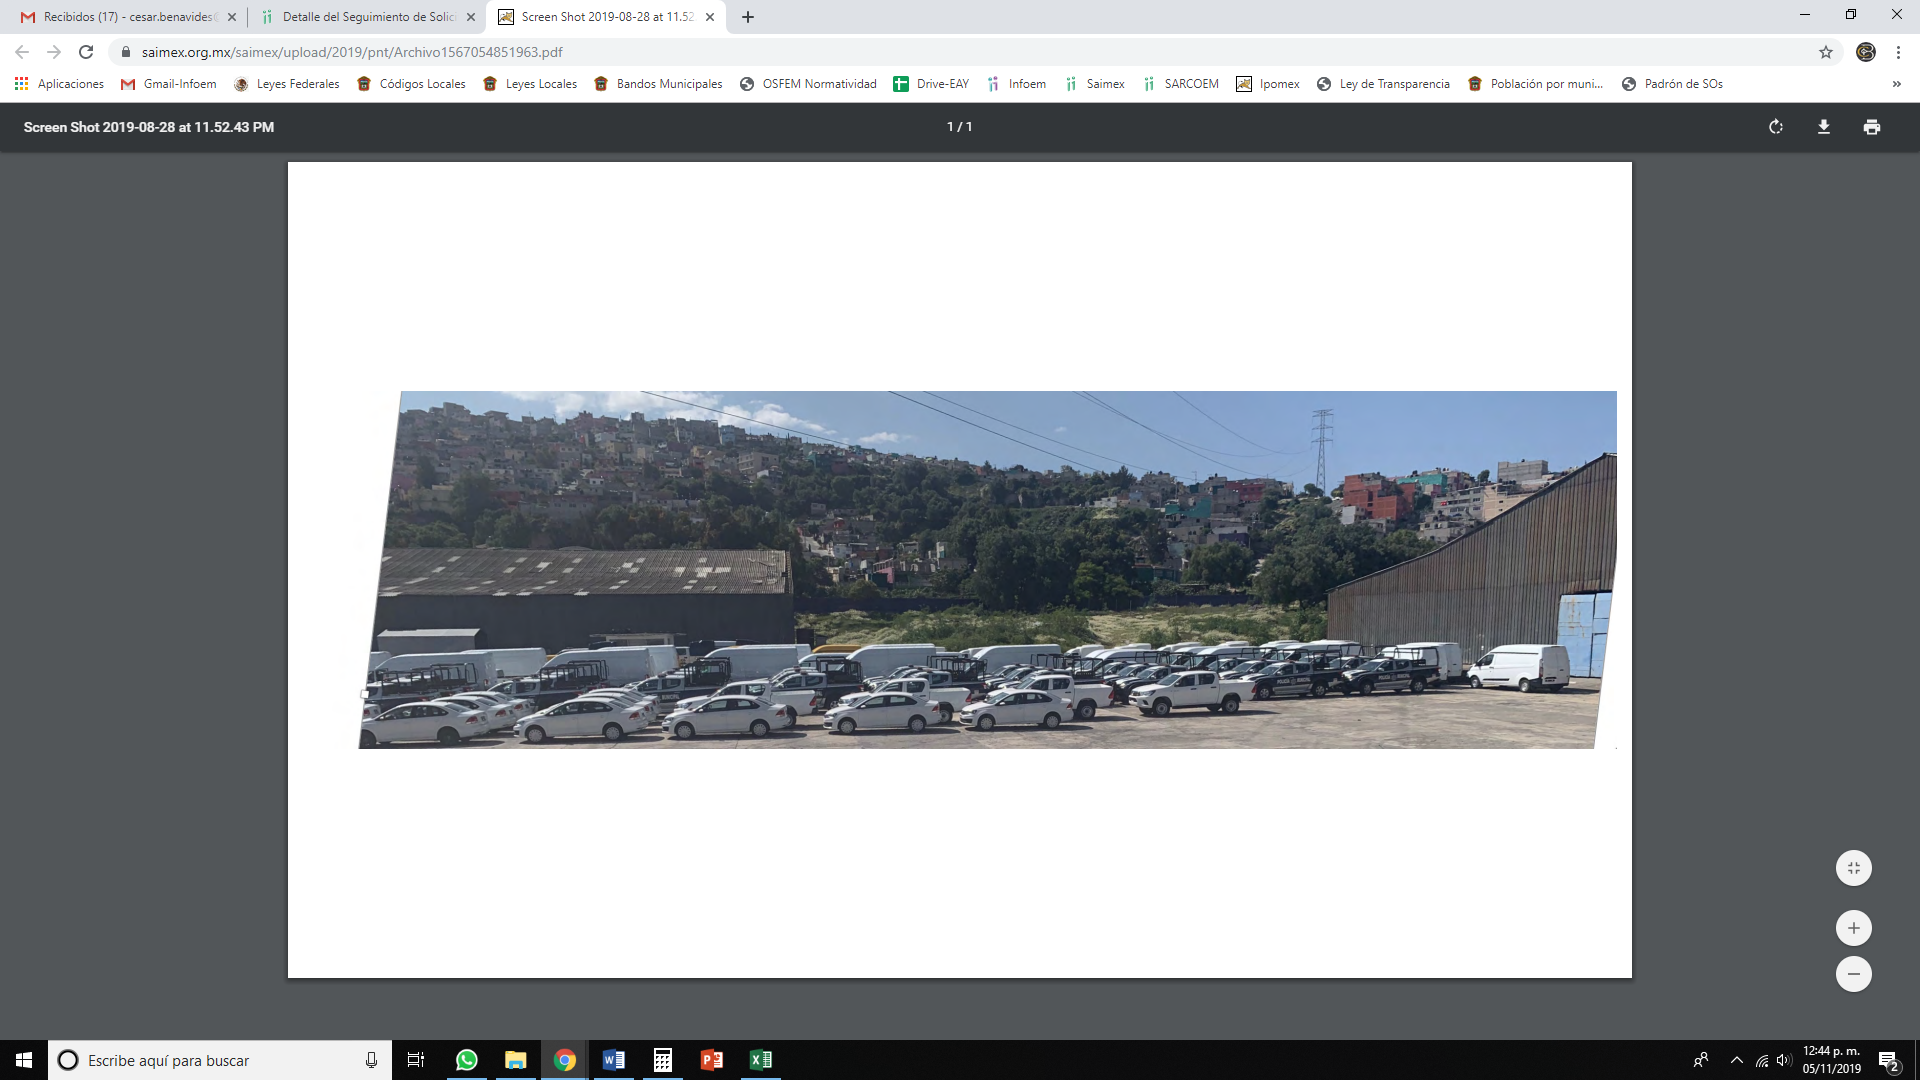 Recibidos (17) - cesar.benavides
Detalle del Seguimiento de Solici
Screen Shot 2019-08-28 at 11.52
saimex.org.mx/saimex/upload/2019/pnt/Archivo1567054851963.pdf
Aplicaciones
Gmail-Infoem
Leyes Federales
Códigos Locales
Leyes Locales
Bandos Municipales
OSFEM Normatividad
Drive-EAY
Infoem
Saimex
SARCOEM
Ipomex
Ley de Transparencia
Población por muni...
Padrón de SOs
Screen Shot 2019-08-28 at 11.52.43 PM
1 / 1
Escribe aquí para buscar
12:44 p. m.
05/11/2019
2